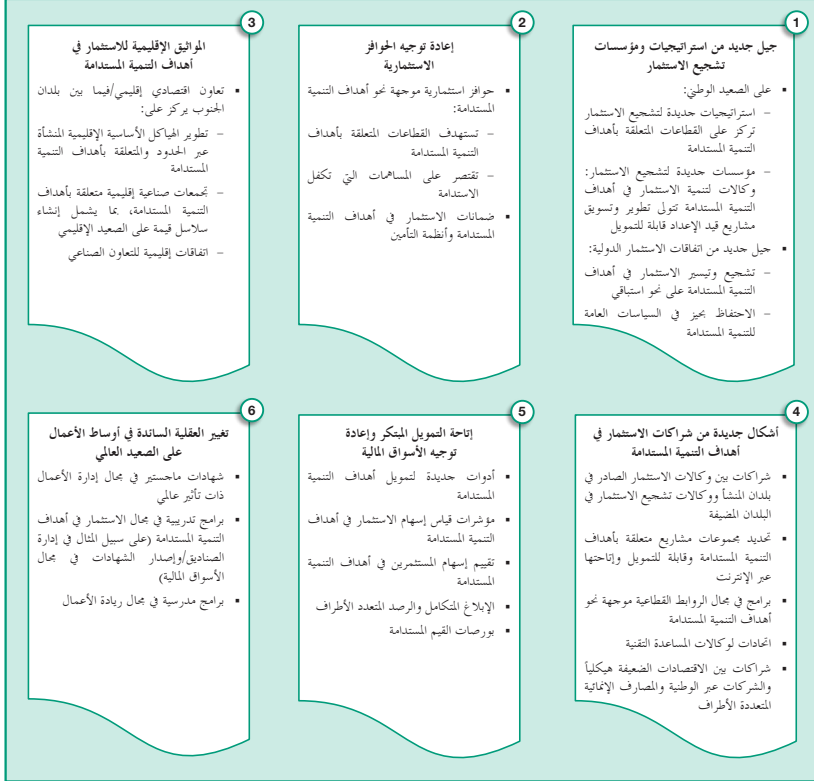 1
جيل جديد من استراتيجيات ومؤسسات
تشجيع الاستثمار
▪ على الصعيد الوطني:
– استراتيجيات جديدة لتشجيع الاستثمار
تركز على القطاعات المتعلقة بأهداف
التنمية المستدامة
– مؤسسات جديدة لتشجيع الاستثمار:
وكالات لتنمية الاستثمار في أهداف
التنمية المستدامة تتولى تطوير وتسويق
مشاريع قيد الإعداد قابلة للتمويل
▪ جيل جديد من اتفاقات الاستثمار الدولية:
– تشجيع وتيسير الاستثمار في أهداف
التنمية المستدامة على نحو استباقي
– الاحتفاظ بحيز في السياسات العامة
للتنمية المستدامة
2
إعادة توجيه الحوافز
الاستثمارية
▪ حوافز استثمارية موجهة نحو أهداف التنمية
المستدامة:
– تستهدف القطاعات المتعلقة بأهداف
التنمية المستدامة
– تقتصر على المساهمات التي تكفل
الاستدامة
▪ ضمانات الاستثمار في أهداف التنمية
المستدامة وأنظمة التأمين
3
المواثيق الإقليمية للاستثمار في
أهداف التنمية المستدامة
▪ تعاون اقتصادي إقليمي/فيما بين بلدان
الجنوب يركز على:
– تطوير الهياكل الأساسية الإقليمية المنشأة
عبر الحدود والمتعلقة بأهداف التنمية
المستدامة
– تجمعات صناعية إقليمية متعلقة بأهداف
التنمية المستدامة، بما يشمل إنشاء
سلاسل قيمة على الصعيد الإقليمي
– اتفاقات إقليمية للتعاون الصناعي
4
أشكال جديدة من شراكات الاستثمار في
أهداف التنمية المستدامة
▪ شراكات بين وكالات الاستثمار الصادر في
بلدان المنشأ ووكالات تشجيع الاستثمار في
البلدان المضيفة
▪ تحديد مجموعات مشاريع متعلقة بأهداف
التنمية المستدامة وقابلة للتمويل وإتاحتها
عبر الإنترنت
▪ برامج في مجال الروابط القطاعية موجهة نحو
أهداف التنمية المستدامة
▪ اتحادات لوكالات المساعدة التقنية
▪ شراكات بين الاقتصادات الضعيفة هيكلياً
والشركات عبر الوطنية والمصارف الإنمائية
المتعددة الأطراف
5
إتاحة التمويل المبتكر وإعادة
توجيه الأسواق المالية
▪ أدوات جديدة لتمويل أهداف التنمية
المستدامة
▪ مؤشرات قياس إسهام الاستثمار في أهداف
التنمية المستدامة
▪ تقييم إسهام المستثمرين في أهداف التنمية
المستدامة
▪ الإبلاغ المتكامل والرصد المتعدد الأطراف
▪ بورصات القيم المستدامة
6
تغيير العقلية السائدة في أوساط الأعمال
على الصعيد العالمي
▪ شهادات ماجستير في مجال إدارة الأعمال
ذات تأثير عالمي
▪ برامج تدريبية في مجال الاستثمار في أهداف
التنمية المستدامة (على سبيل المثال في إدارة
الصناديق/وإصدار الشهادات في مجال
الأسواق المالية)
▪ برامج مدرسية في مجال ريادة الأعمال